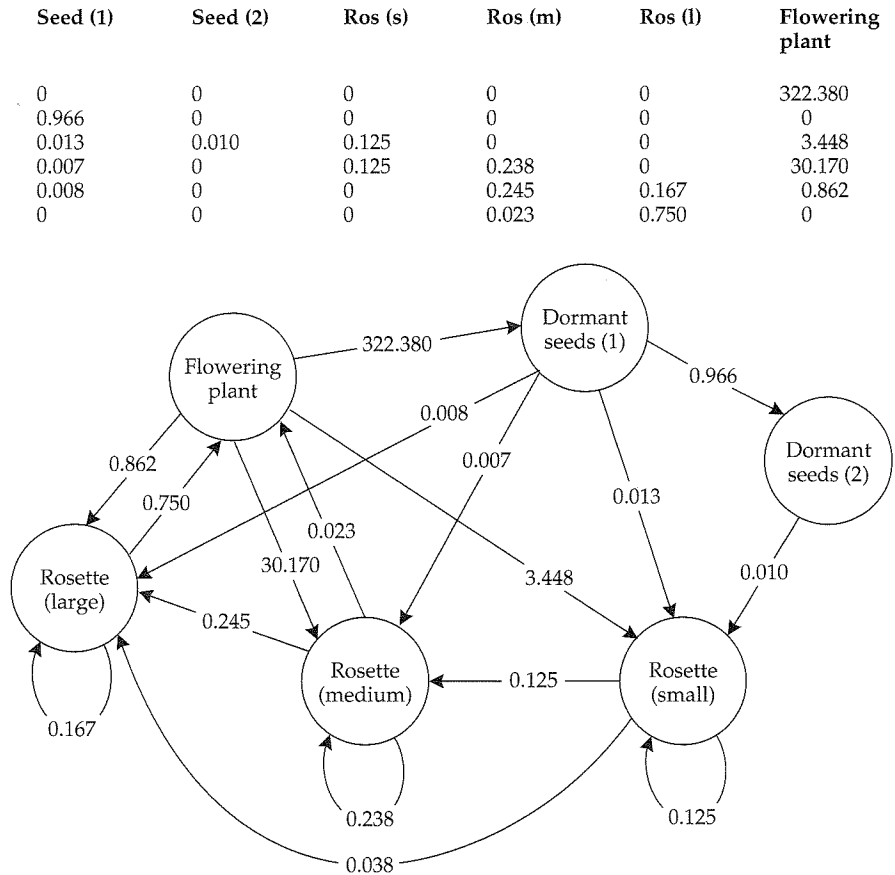 Seed (1) Seed (2) Ros (s) Ros (m) Ros (l) Flowering
plant
0 0 0 0 0 322.380
0.966 0 0 0 0 0
0.013 0.010 0.125 0 0 3.448
0.007 0 0.125 0.238 0 30.170
0.008 0 0 0.245 0.167 0.862
0 0 0 0.023 0.750 0
Dormant
seeds (1)
322.380
Flowering
plant
0.966
0.008
Dormant
seeds (2)
0.007
0.862
0.013
0.750
0.023
30.170
3.448
0.010
Rosette
(large)
0.245
Rosette
(medium)
0.125
Rosette
(small)
0.167
0.238
0.125
0.038